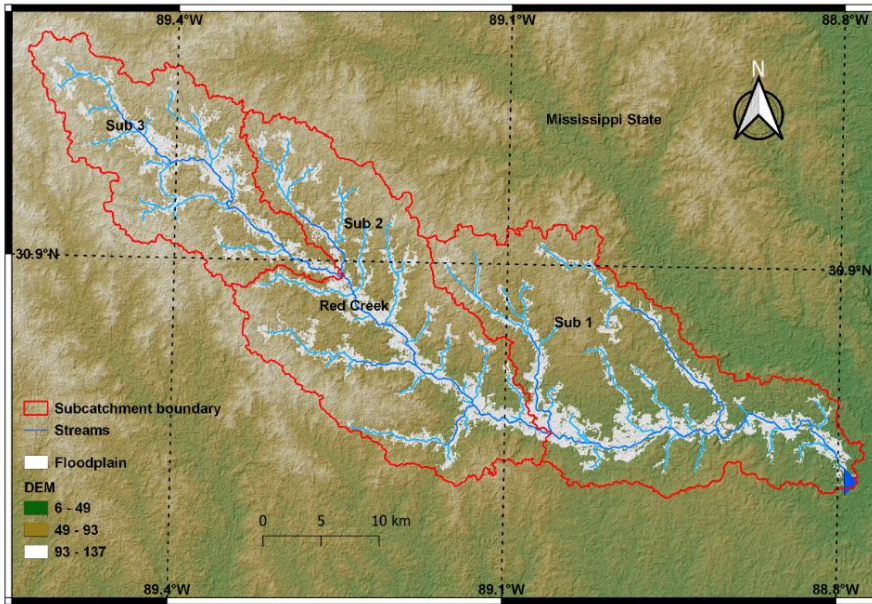 89.4°W
89.1°W
88.8°W
N
Sub 3
Mississippi State
Sub 2
30.9°N
30.9°N
Red Creek
Sub 1
Subcatchment boundary
Streams
Floodplain
DEM
6 - 49
49 - 93
93 - 137
0 5 10 km
89.4°W
89.1°W
88.8°W